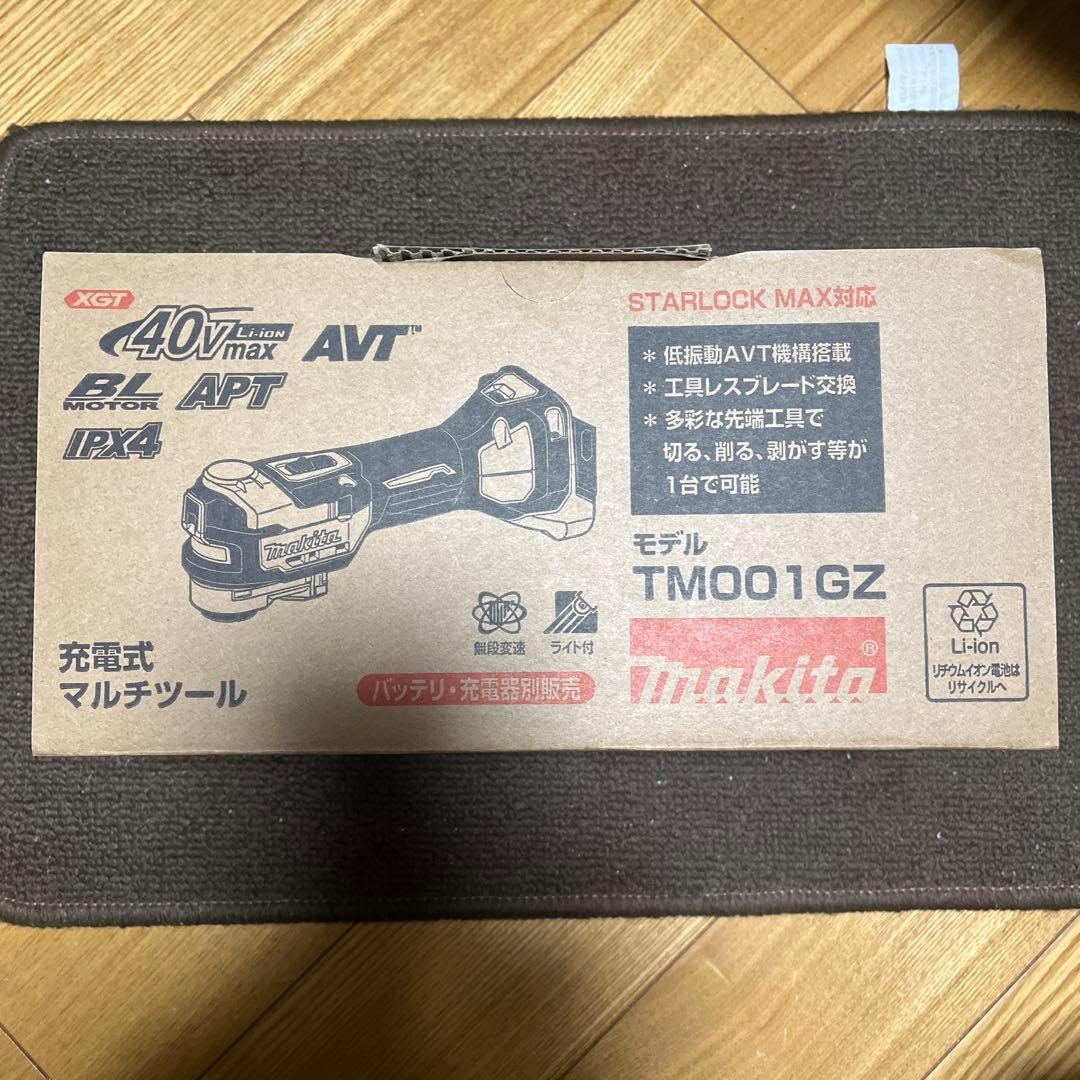 XGT
40Vmax Li-ion
AVT™
BL MOTOR
APT
IPX4
makita
充電式
マルチツール
無段変速
ライト付
バッテリ・充電器別販売
STARLOCK MAX対応
* 低振動AVT機構搭載
* 工具レスブレード交換
* 多彩な先端工具で
切る、削る、剥がす等が
1台で可能
モデル
TM001GZ
makita®
Li-ion
リチウムイオン電池は
リサイクルへ